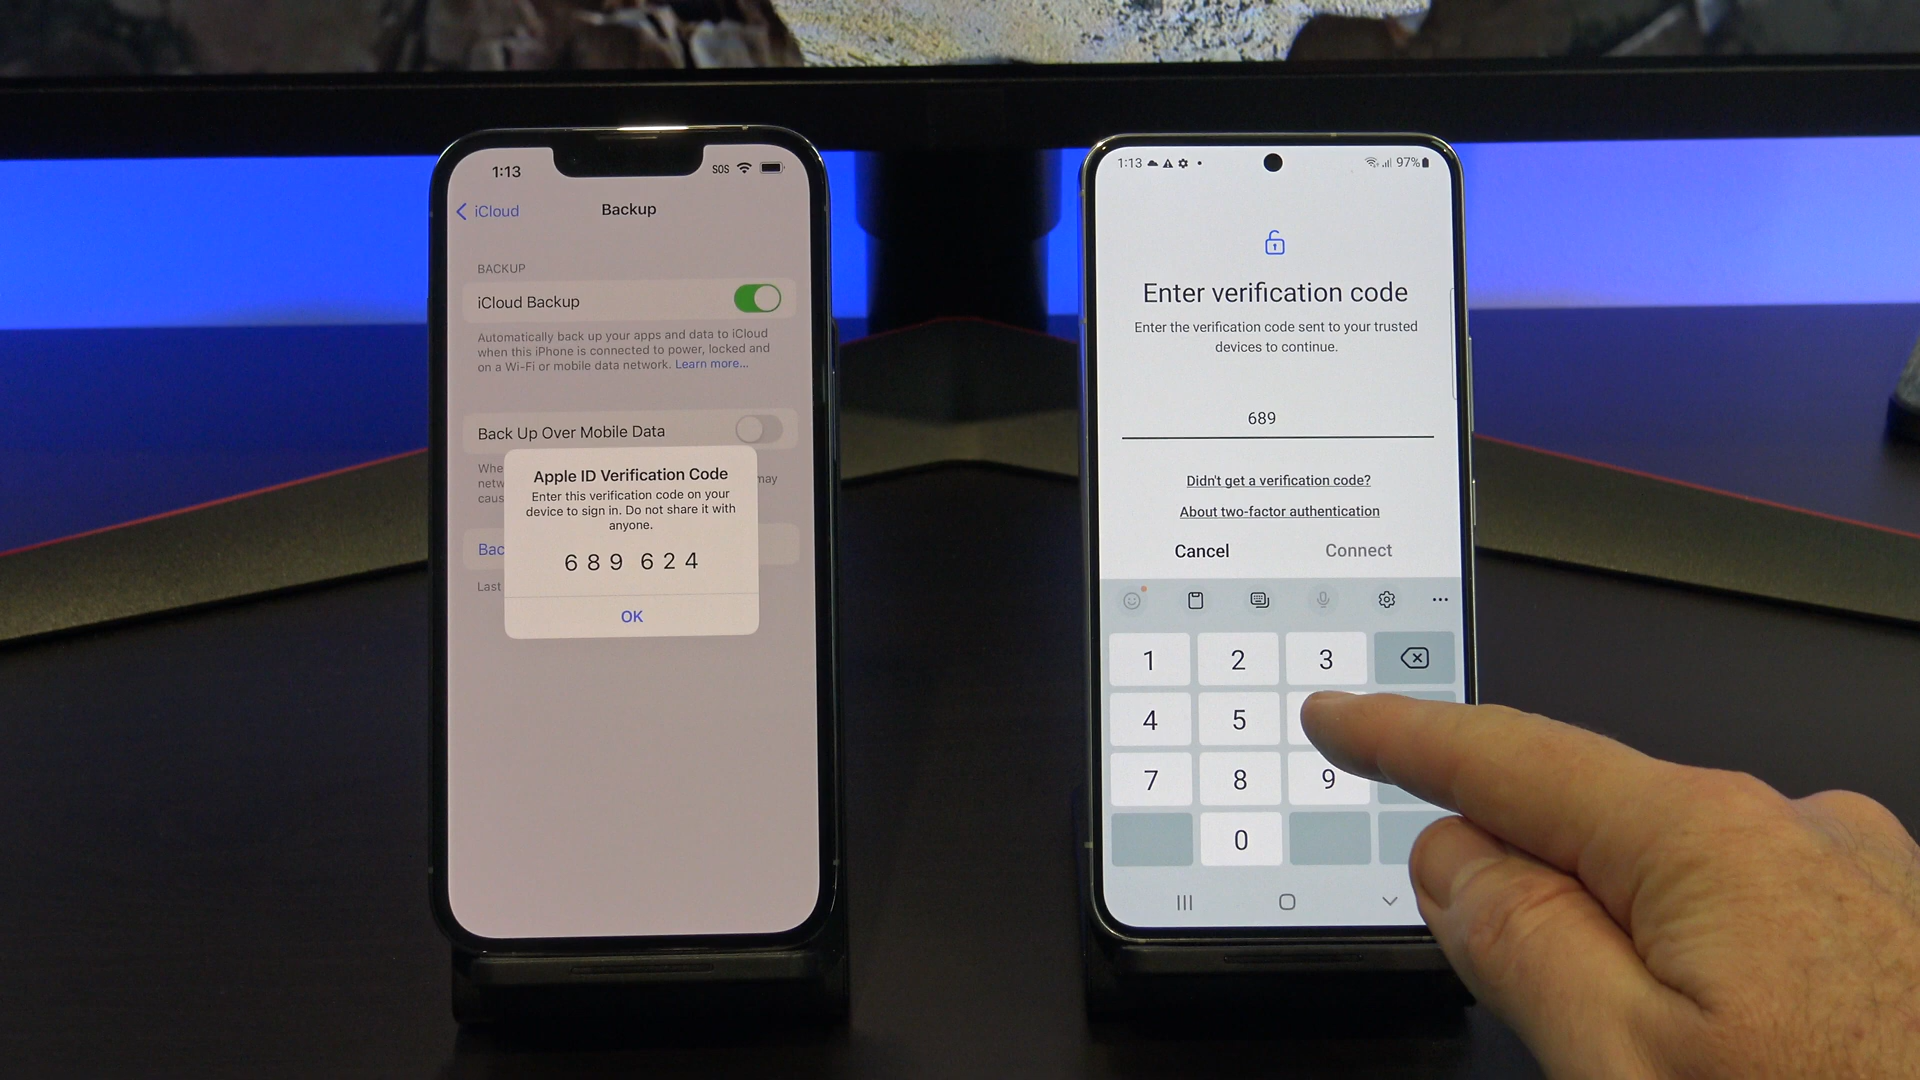 1:13
SOS
iCloud
Backup
BACKUP
iCloud Backup
Automatically back up your apps and data to iCloud
when this iPhone is connected to power, locked and
on a Wi-Fi or mobile data network. Learn more...
Back Up Over Mobile Data
Whe
netw
may
caus
Apple ID Verification Code
Enter this verification code on your
device to sign in. Do not share it with
anyone.
689 624
OK
Bac
Last
1:13
97%
Enter verification code
Enter the verification code sent to your trusted
devices to continue.
689
Didn't get a verification code?
About two-factor authentication
Cancel
Connect
1 2 3
4 5
7 8 9
0